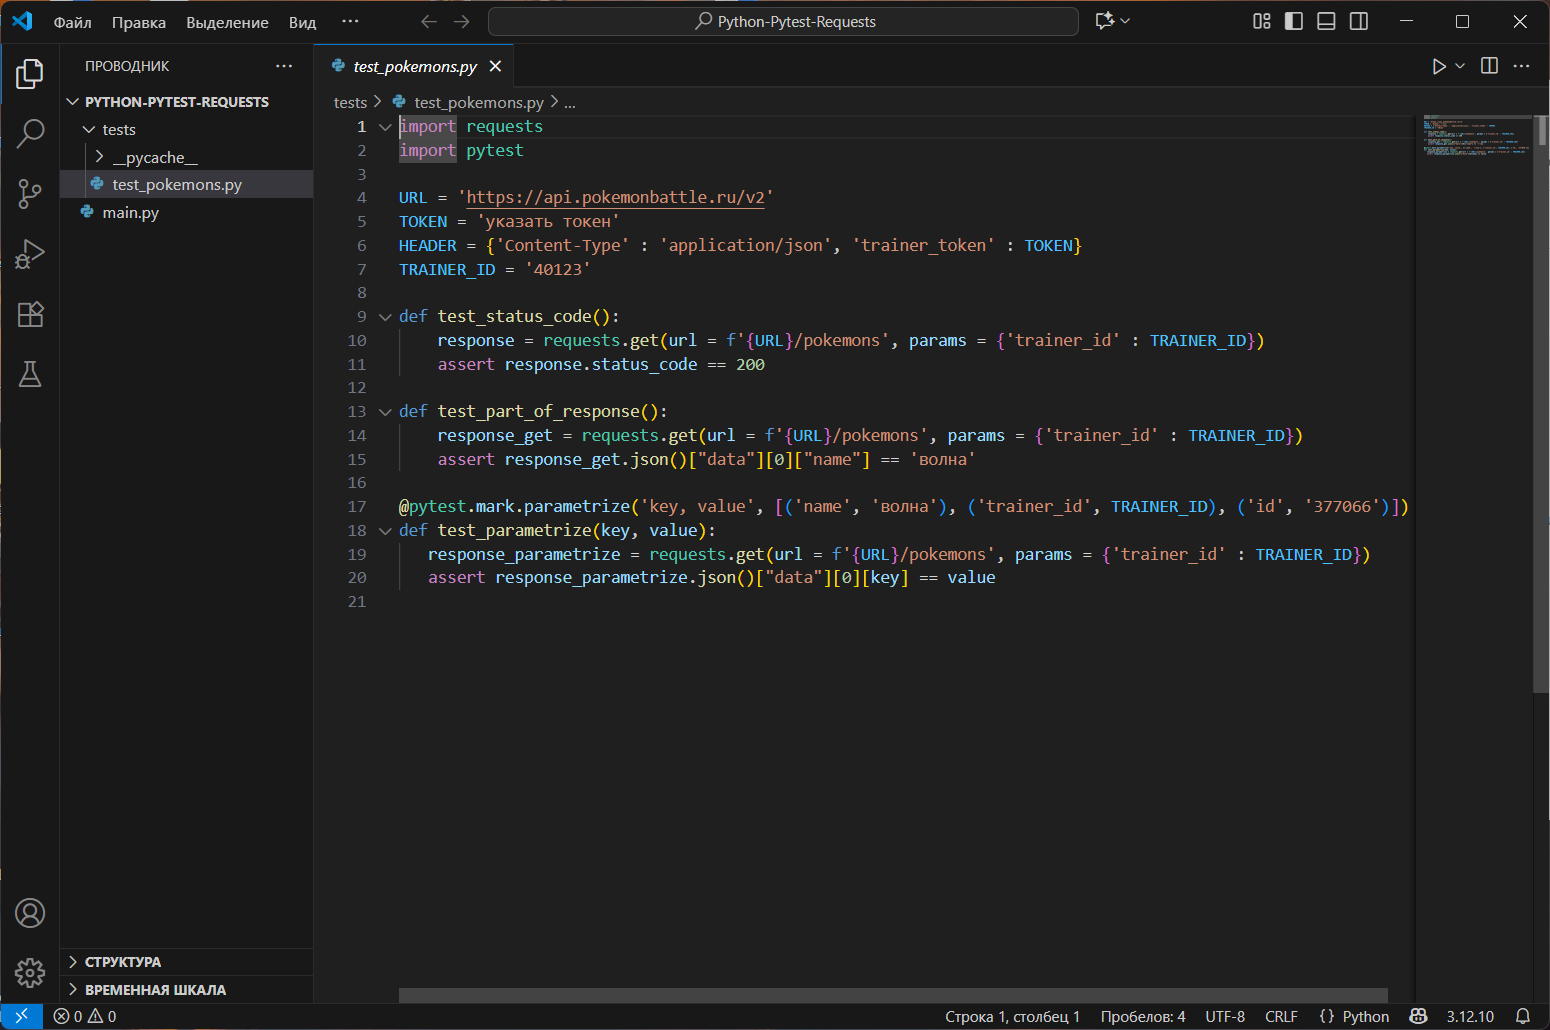 Файл Правка Выделение Вид ... Python-Pytest-Requests
ПРОВОДНИК ...
PYTHON-PYTEST-REQUESTS
tests
__pycache__
test_pokemons.py
main.py
СТРУКТУРА
ВРЕМЕННАЯ ШКАЛА
test_pokemons.py
tests > test_pokemons.py > ...
1 import requests
2 import pytest
3
4 URL = 'https://api.pokemonbattle.ru/v2'
5 TOKEN = 'указать токен'
6 HEADER = {'Content-Type' : 'application/json', 'trainer_token' : TOKEN}
7 TRAINER_ID = '40123'
8
9 def test_status_code():
10     response = requests.get(url = f'{URL}/pokemons', params = {'trainer_id' : TRAINER_ID})
11     assert response.status_code == 200
12
13 def test_part_of_response():
14     response_get = requests.get(url = f'{URL}/pokemons', params = {'trainer_id' : TRAINER_ID})
15     assert response_get.json()["data"][0]["name"] == 'волна'
16
17 @pytest.mark.parametrize('key, value', [('name', 'волна'), ('trainer_id', TRAINER_ID), ('id', '377066')])
18 def test_parametrize(key, value):
19    response_parametrize = requests.get(url = f'{URL}/pokemons', params = {'trainer_id' : TRAINER_ID})
20    assert response_parametrize.json()["data"][0][key] == value
21
0 0 Строка 1, столбец 1 Пробелов: 4 UTF-8 CRLF {} Python 3.12.10